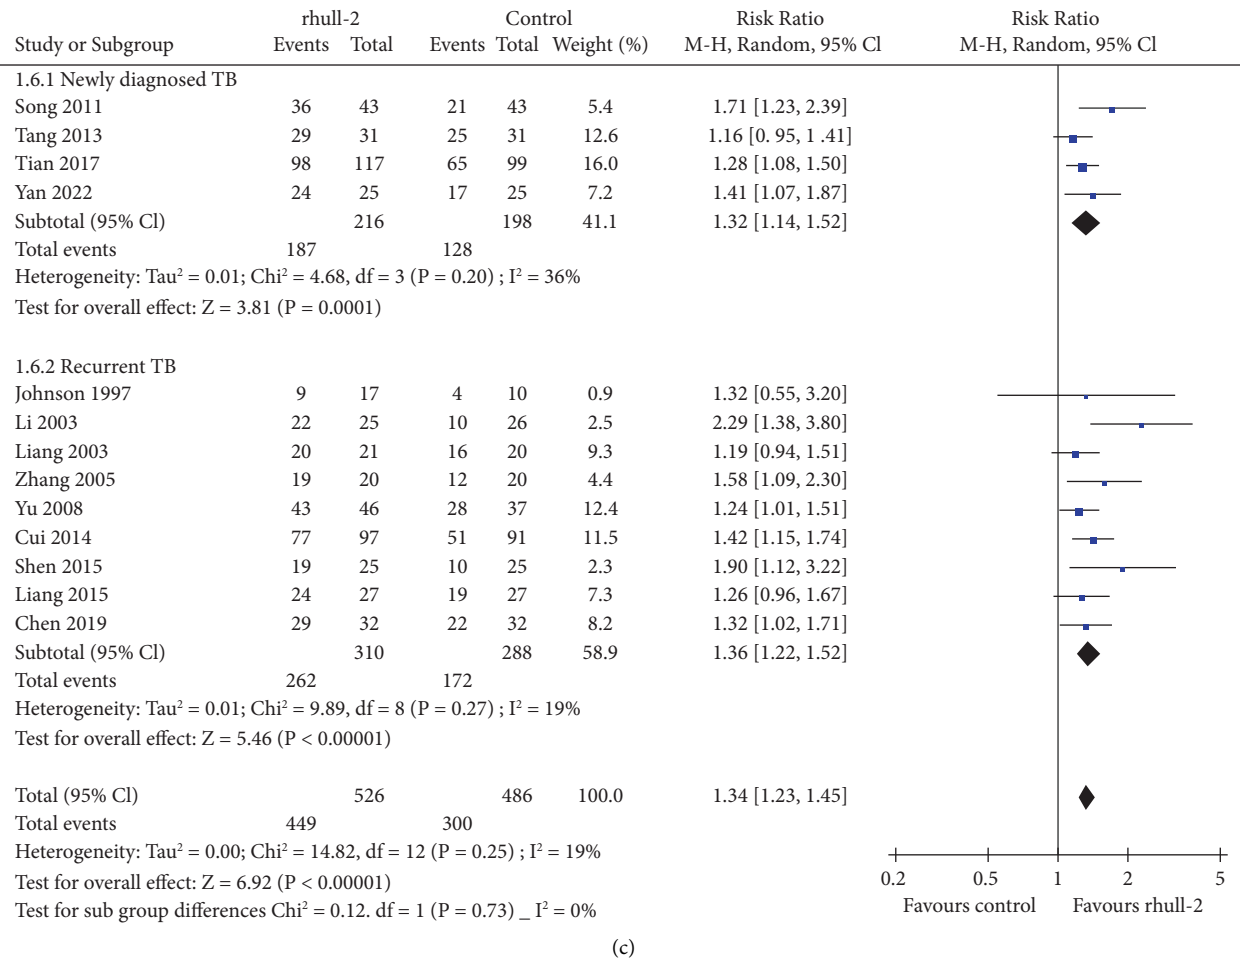 rhull-2 Control Risk Ratio Risk Ratio
Study or Subgroup Events Total Events Total Weight (%) M-H, Random, 95% Cl M-H, Random, 95% Cl
1.6.1 Newly diagnosed TB
Song 2011 36 43 21 43 5.4 1.71 [1.23, 2.39]
Tang 2013 29 31 25 31 12.6 1.16 [0. 95, 1 .41]
Tian 2017 98 117 65 99 16.0 1.28 [1.08, 1.50]
Yan 2022 24 25 17 25 7.2 1.41 [1.07, 1.87]
Subtotal (95% Cl) 216 198 41.1 1.32 [1.14, 1.52]
Total events 187 128
Heterogeneity: Tau² = 0.01; Chi² = 4.68, df = 3 (P = 0.20) ; I² = 36%
Test for overall effect: Z = 3.81 (P = 0.0001)
1.6.2 Recurrent TB
Johnson 1997 9 17 4 10 0.9 1.32 [0.55, 3.20]
Li 2003 22 25 10 26 2.5 2.29 [1.38, 3.80]
Liang 2003 20 21 16 20 9.3 1.19 [0.94, 1.51]
Zhang 2005 19 20 12 20 4.4 1.58 [1.09, 2.30]
Yu 2008 43 46 28 37 12.4 1.24 [1.01, 1.51]
Cui 2014 77 97 51 91 11.5 1.42 [1.15, 1.74]
Shen 2015 19 25 10 25 2.3 1.90 [1.12, 3.22]
Liang 2015 24 27 19 27 7.3 1.26 [0.96, 1.67]
Chen 2019 29 32 22 32 8.2 1.32 [1.02, 1.71]
Subtotal (95% Cl) 310 288 58.9 1.36 [1.22, 1.52]
Total events 262 172
Heterogeneity: Tau² = 0.01; Chi² = 9.89, df = 8 (P = 0.27) ; I² = 19%
Test for overall effect: Z = 5.46 (P < 0.00001)
Total (95% Cl) 526 486 100.0 1.34 [1.23, 1.45]
Total events 449 300
Heterogeneity: Tau² = 0.00; Chi² = 14.82, df = 12 (P = 0.25) ; I² = 19%
Test for overall effect: Z = 6.92 (P < 0.00001)
Test for sub group differences Chi² = 0.12. df = 1 (P = 0.73) _ I² = 0%
0.2 0.5 1 2 5
Favours control Favours rhull-2
(c)